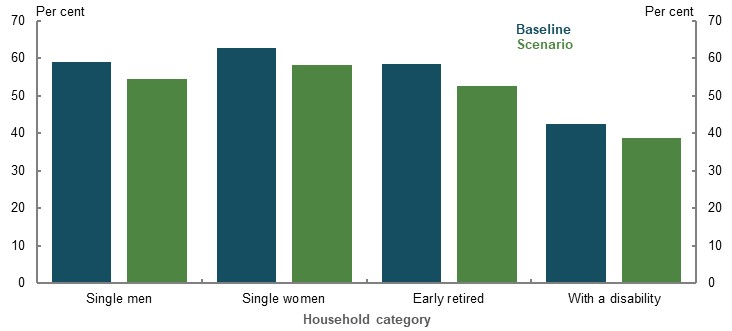 Per cent Per cent
70 70
Baseline
Scenario
60 60
50 50
40 40
30 30
20 20
10 10
0 0
Single men Single women Early retired With a disability
Household category